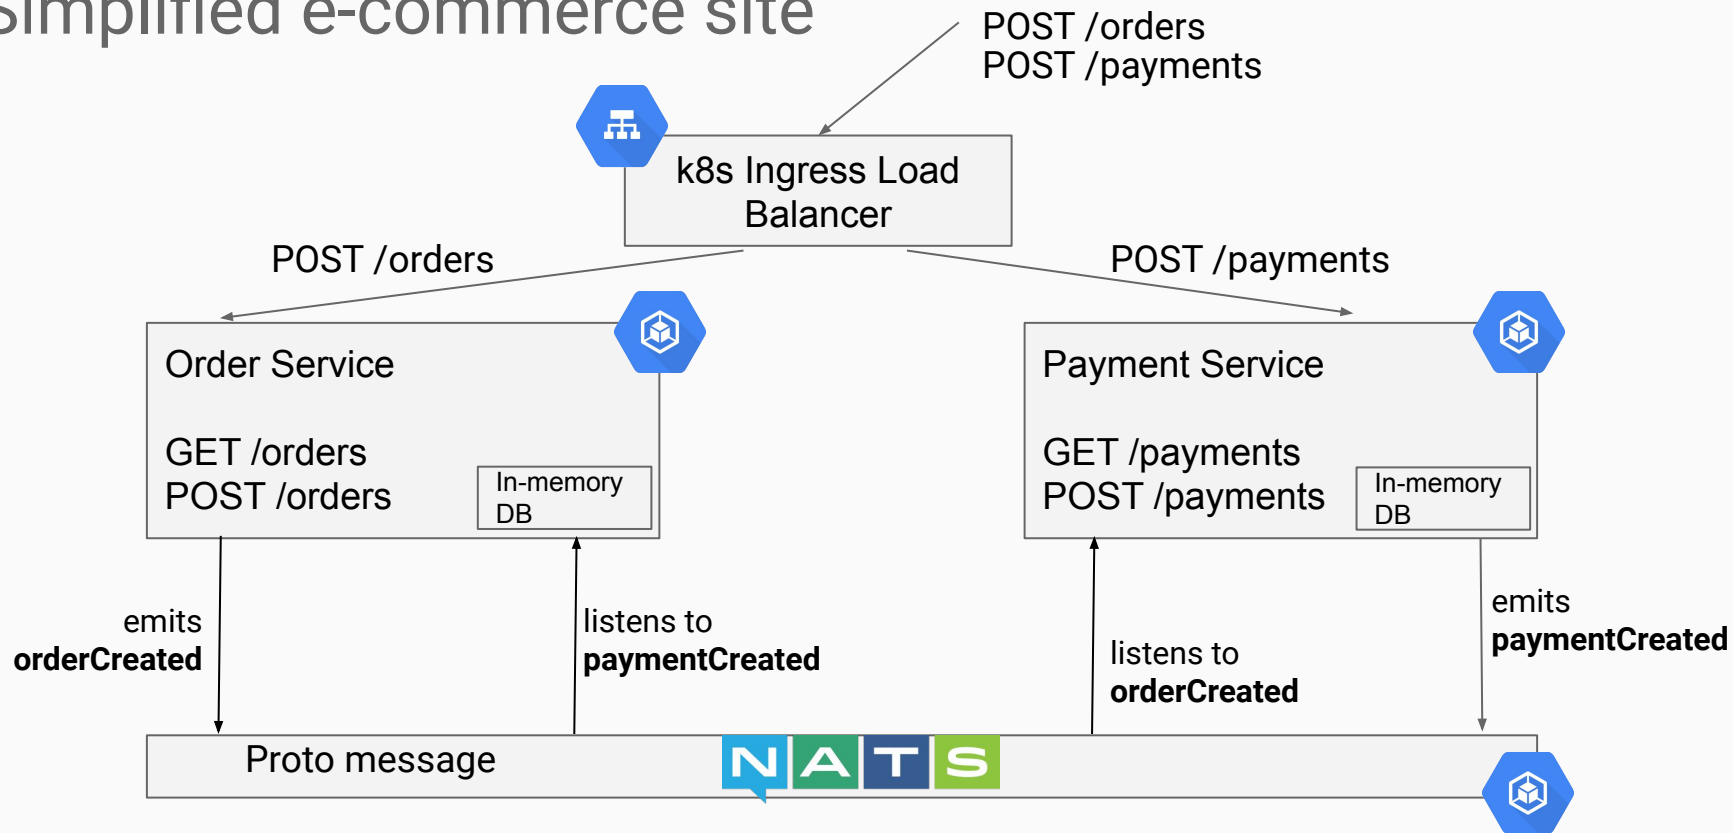 Simplified e-commerce site
POST /orders
POST /payments
k8s Ingress Load
Balancer
POST /orders
POST /payments
Order Service
GET /orders
POST /orders
In-memory
DB
Payment Service
GET /payments
POST /payments
In-memory
DB
emits
orderCreated
listens to
paymentCreated
listens to
orderCreated
emits
paymentCreated
Proto message
NATS